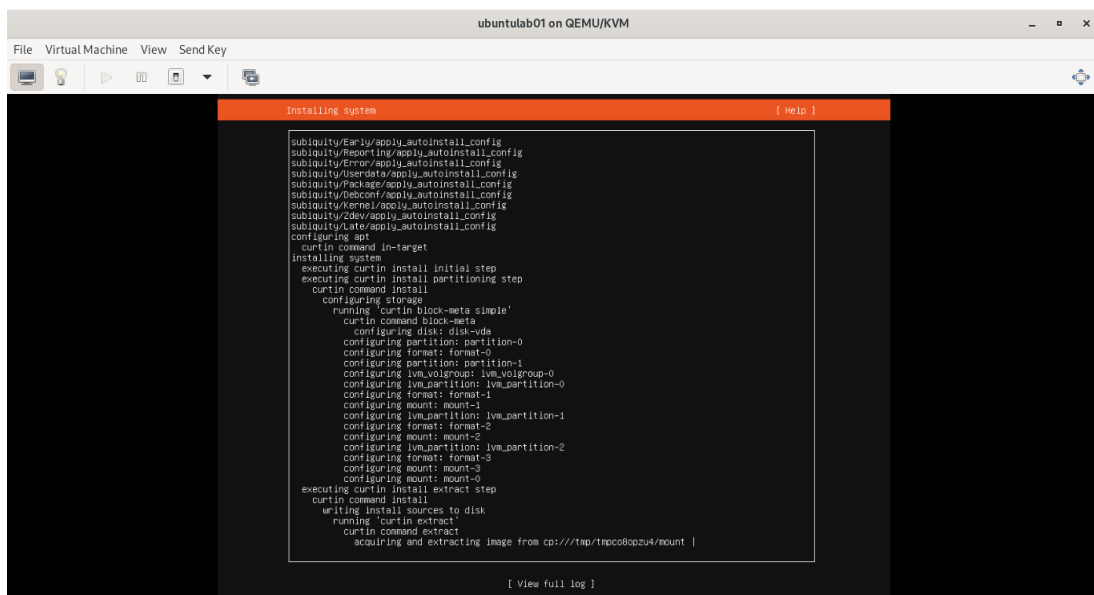 ubuntulab01 on QEMU/KVM
File Virtual Machine View Send Key
Installing system [ Help ]
subiquity/Early/apply_autoinstall_config
subiquity/Reporting/apply_autoinstall_config
subiquity/Error/apply_autoinstall_config
subiquity/Userdata/apply_autoinstall_config
subiquity/Package/apply_autoinstall_config
subiquity/Debconf/apply_autoinstall_config
subiquity/Kernel/apply_autoinstall_config
subiquity/Zdev/apply_autoinstall_config
subiquity/Late/apply_autoinstall_config
configuring apt
curtin command in-target
installing system
executing curtin install initial step
executing curtin install partitioning step
curtin command install
configuring storage
running 'curtin block-meta simple'
curtin command block-meta
configuring disk: disk-vda
configuring partition: partition-0
configuring format: format-0
configuring partition: partition-1
configuring lvm_volgroup: lvm_volgroup-0
configuring lvm_partition: lvm_partition-0
configuring format: format-1
configuring mount: mount-1
configuring lvm_partition: lvm_partition-1
configuring format: format-2
configuring mount: mount-2
configuring lvm_partition: lvm_partition-2
configuring format: format-3
configuring mount: mount-3
configuring mount: mount-0
executing curtin install extract step
curtin command install
writing install sources to disk
running 'curtin extract'
curtin command extract
acquiring and extracting image from cp:///tmp/tmpco8opzu4/mount |
[ View full log ]